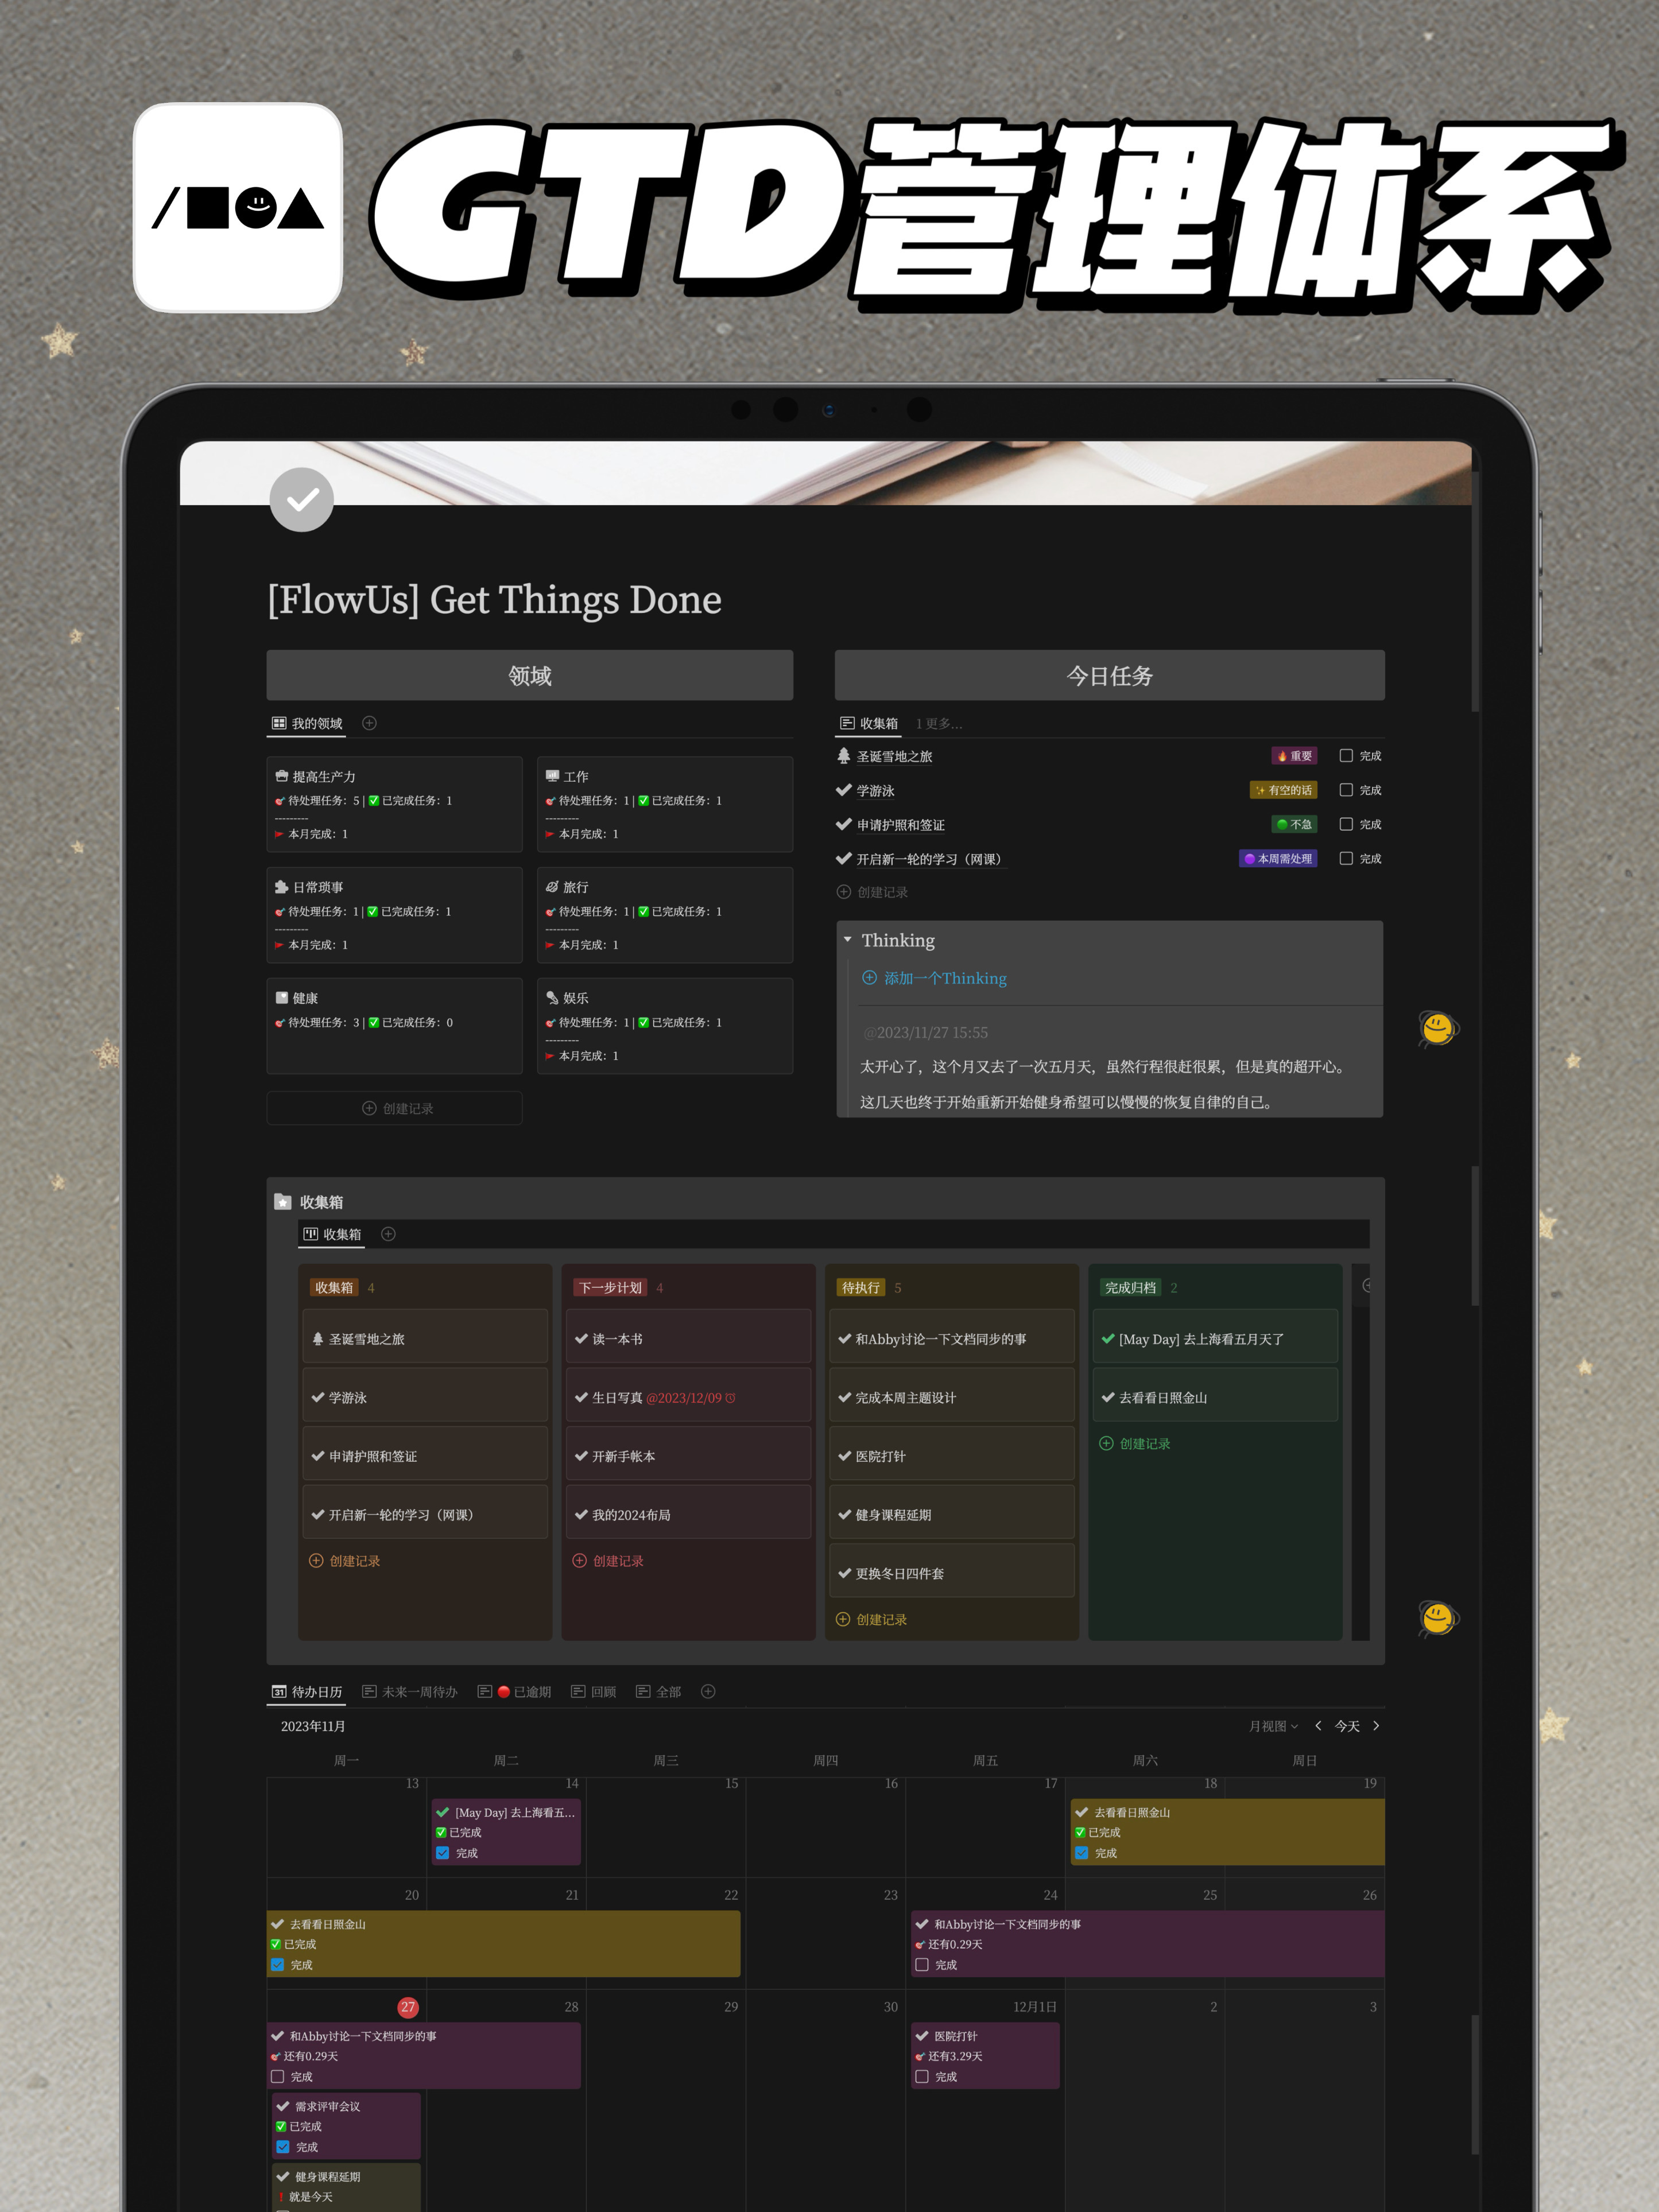 GTD管理体系
[FlowUs] Get Things Done
领域
我的领域
提高生产力
待处理任务：5 | ✅ 已完成任务：1
---------
本月完成：1
工作
待处理任务：1 | ✅ 已完成任务：1
---------
本月完成：1
日常琐事
待处理任务：1 | ✅ 已完成任务：1
---------
本月完成：1
旅行
待处理任务：1 | ✅ 已完成任务：1
---------
本月完成：1
健康
待处理任务：3 | ✅ 已完成任务：0
娱乐
待处理任务：1 | ✅ 已完成任务：1
---------
本月完成：1
创建记录
今日任务
收集箱 1 更多...
圣诞雪地之旅 重要 完成
学游泳 有空的话 完成
申请护照和签证 不急 完成
开启新一轮的学习（网课） 本周需处理 完成
创建记录
Thinking
添加一个Thinking
@2023/11/27 15:55
太开心了，这个月又去了一次五月天，虽然行程很赶很累，但是真的超开心。
这几天也终于开始重新开始健身希望可以慢慢的恢复自律的自己。
收集箱
收集箱
收集箱 4
圣诞雪地之旅
学游泳
申请护照和签证
开启新一轮的学习（网课）
创建记录
下一步计划 4
读一本书
生日写真 @2023/12/09
开新手帐本
我的2024布局
创建记录
待执行 5
和Abby讨论一下文档同步的事
完成本周主题设计
医院打针
健身课程延期
更换冬日四件套
创建记录
完成归档 2
[May Day] 去上海看五月天了
去看看日照金山
创建记录
待办日历 未来一周待办 已逾期 回顾 全部
2023年11月 月视图 今天
周一 周二 周三 周四 周五 周六 周日
13 14 15 16 17 18 19
[May Day] 去上海看五... 去看看日照金山
已完成 已完成
完成 完成
20 21 22 23 24 25 26
去看看日照金山 和Abby讨论一下文档同步的事
已完成 还有0.29天
完成 完成
27 28 29 30 12月1日 2 3
和Abby讨论一下文档同步的事 医院打针
还有0.29天 还有3.29天
完成 完成
需求评审会议
已完成
完成
健身课程延期
就是今天